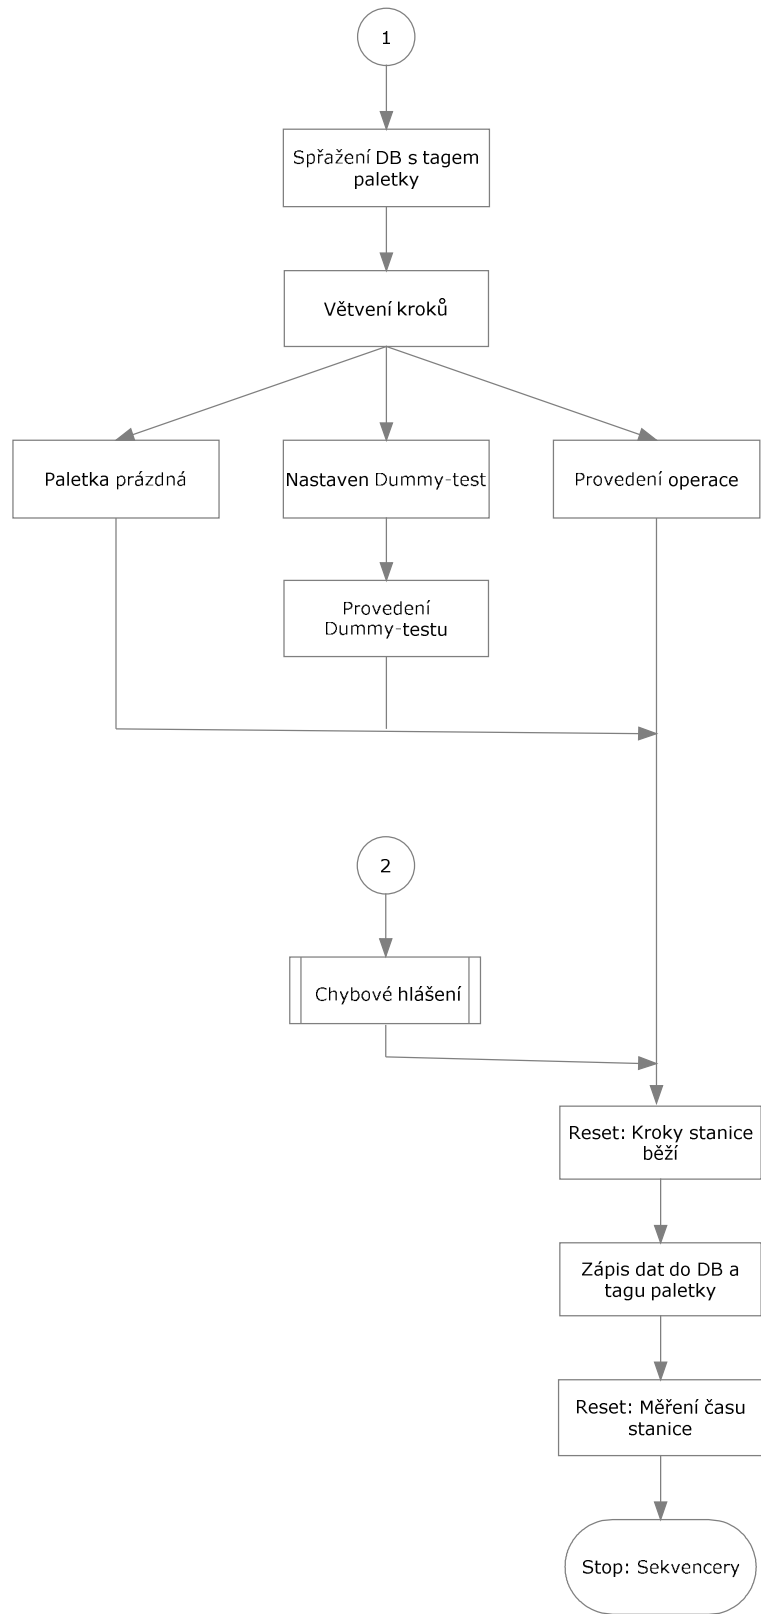 1
Spřažení DB s tagem
paletky
Větvení kroků
Paletka prázdná
Nastaven Dummy-test
Provedení operace
Provedení
Dummy-testu
2
Chybové hlášení
Reset: Kroky stanice
běží
Zápis dat do DB a
tagu paletky
Reset: Měření času
stanice
Stop: Sekvencery